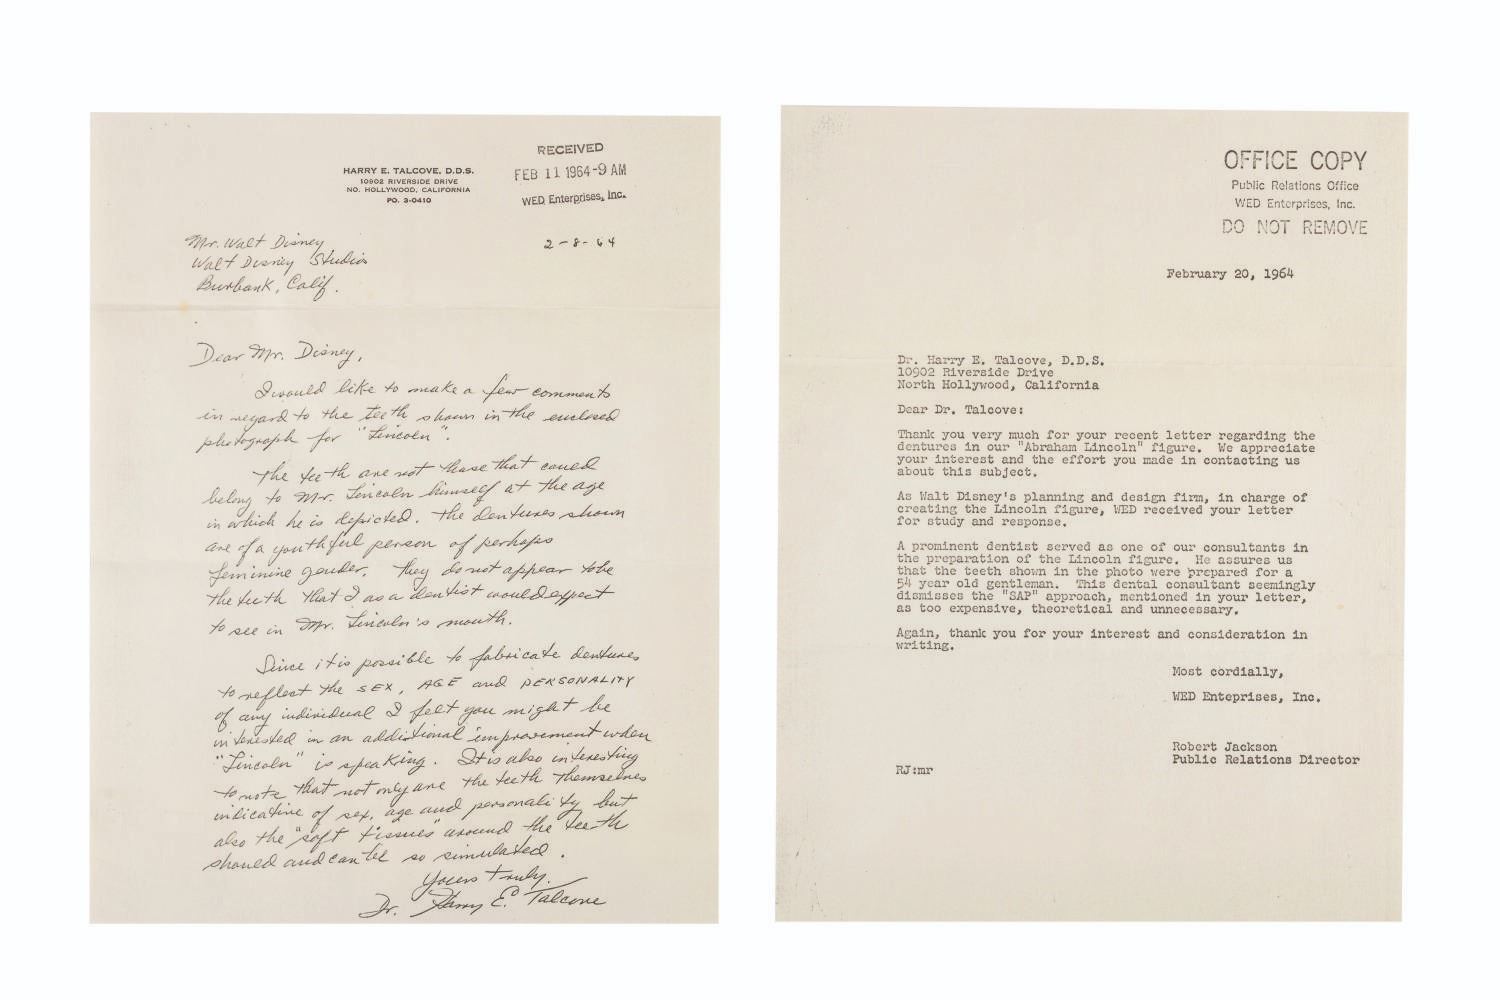 HARRY E. TALCOVE, D.D.S.
10902 RIVERSIDE DRIVE
NO. HOLLYWOOD, CALIFORNIA
PO. 3-0410
RECEIVED
FEB 11 1964-9 AM
WED Enterprises, Inc.
2-8-64
Mr. Walt Disney
Walt Disney Studios
Burbank, Calif.
Dear Mr. Disney,
I would like to make a few comments
in regard to the teeth shown in the enclosed
photograph for "Lincoln".
The teeth are not those that could
belong to Mr. Lincoln himself at the age
in which he is depicted. The dentures shown
are of a youthful person of perhaps
feminine gender. They do not appear to be
the teeth that I as a dentist would expect
to see in Mr. Lincoln's mouth.
Since it is possible to fabricate dentures
to reflect the SEX, AGE and PERSONALITY
of any individual I felt you might be
interested in an additional improvement when
"Lincoln" is speaking. It is also interesting
to note that not only are the teeth themselves
indicative of sex, age and personality but
also the "soft tissues" around the teeth
should and can be so simulated.
Yours truly,
Dr. Harry E. Talcove
OFFICE COPY
Public Relations Office
WED Enterprises, Inc.
DO NOT REMOVE
February 20, 1964
Dr. Harry E. Talcove, D.D.S.
10902 Riverside Drive
North Hollywood, California
Dear Dr. Talcove:
Thank you very much for your recent letter regarding the
dentures in our "Abraham Lincoln" figure. We appreciate
your interest and the effort you made in contacting us
about this subject.
As Walt Disney's planning and design firm, in charge of
creating the Lincoln figure, WED received your letter
for study and response.
A prominent dentist served as one of our consultants in
the preparation of the Lincoln figure. He assures us
that the teeth shown in the photo were prepared for a
54 year old gentleman. This dental consultant seemingly
dismisses the "SAP" approach, mentioned in your letter,
as too expensive, theoretical and unnecessary.
Again, thank you for your interest and consideration in
writing.
Most cordially,
WED Enteprises, Inc.
Robert Jackson
Public Relations Director
RJ:mr